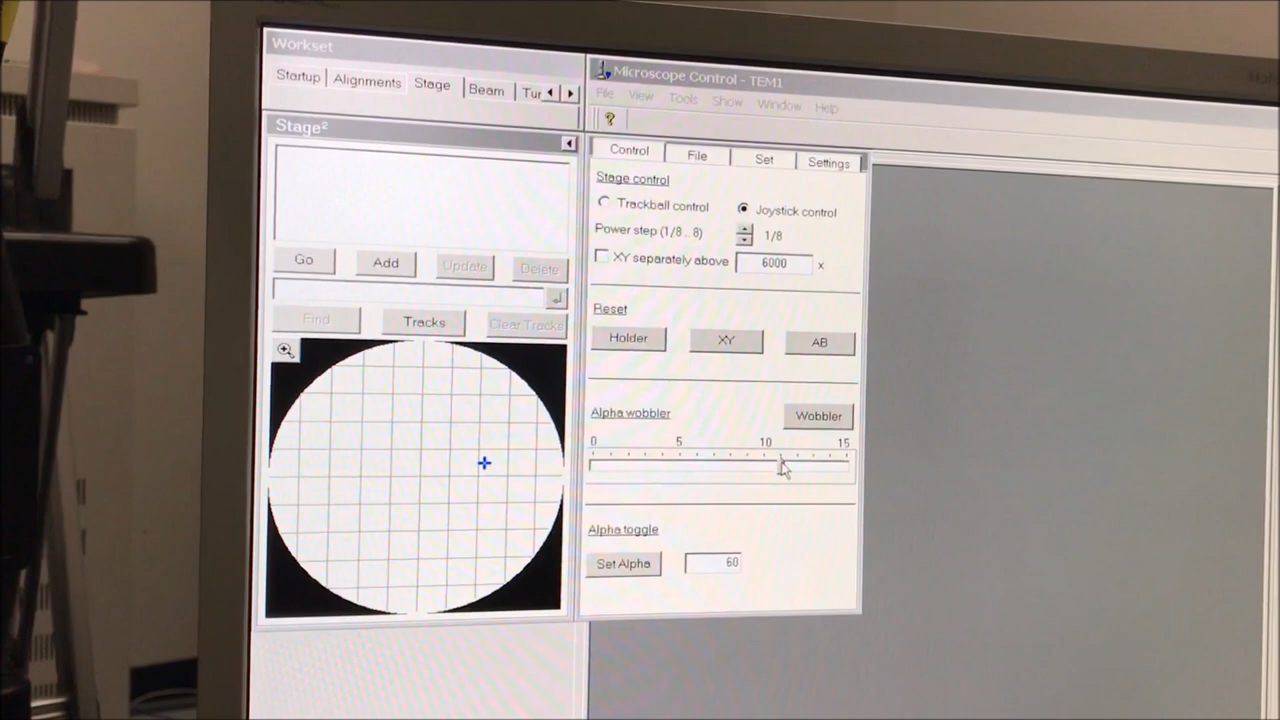 Workset
Startup Alignments Stage Beam Tur
Stage²
Go Add Update Delete
Find Tracks Clear Tracks
Microscope Control - TEM1
File View Tools Show Window Help
?
Control File Set Settings
Stage control
Trackball control Joystick control
Power step (1/8 .. 8) 1/8
XY separately above 6000 x
Reset
Holder XY AB
Alpha wobbler
Wobbler
0 5 10 15
Alpha toggle
Set Alpha 60